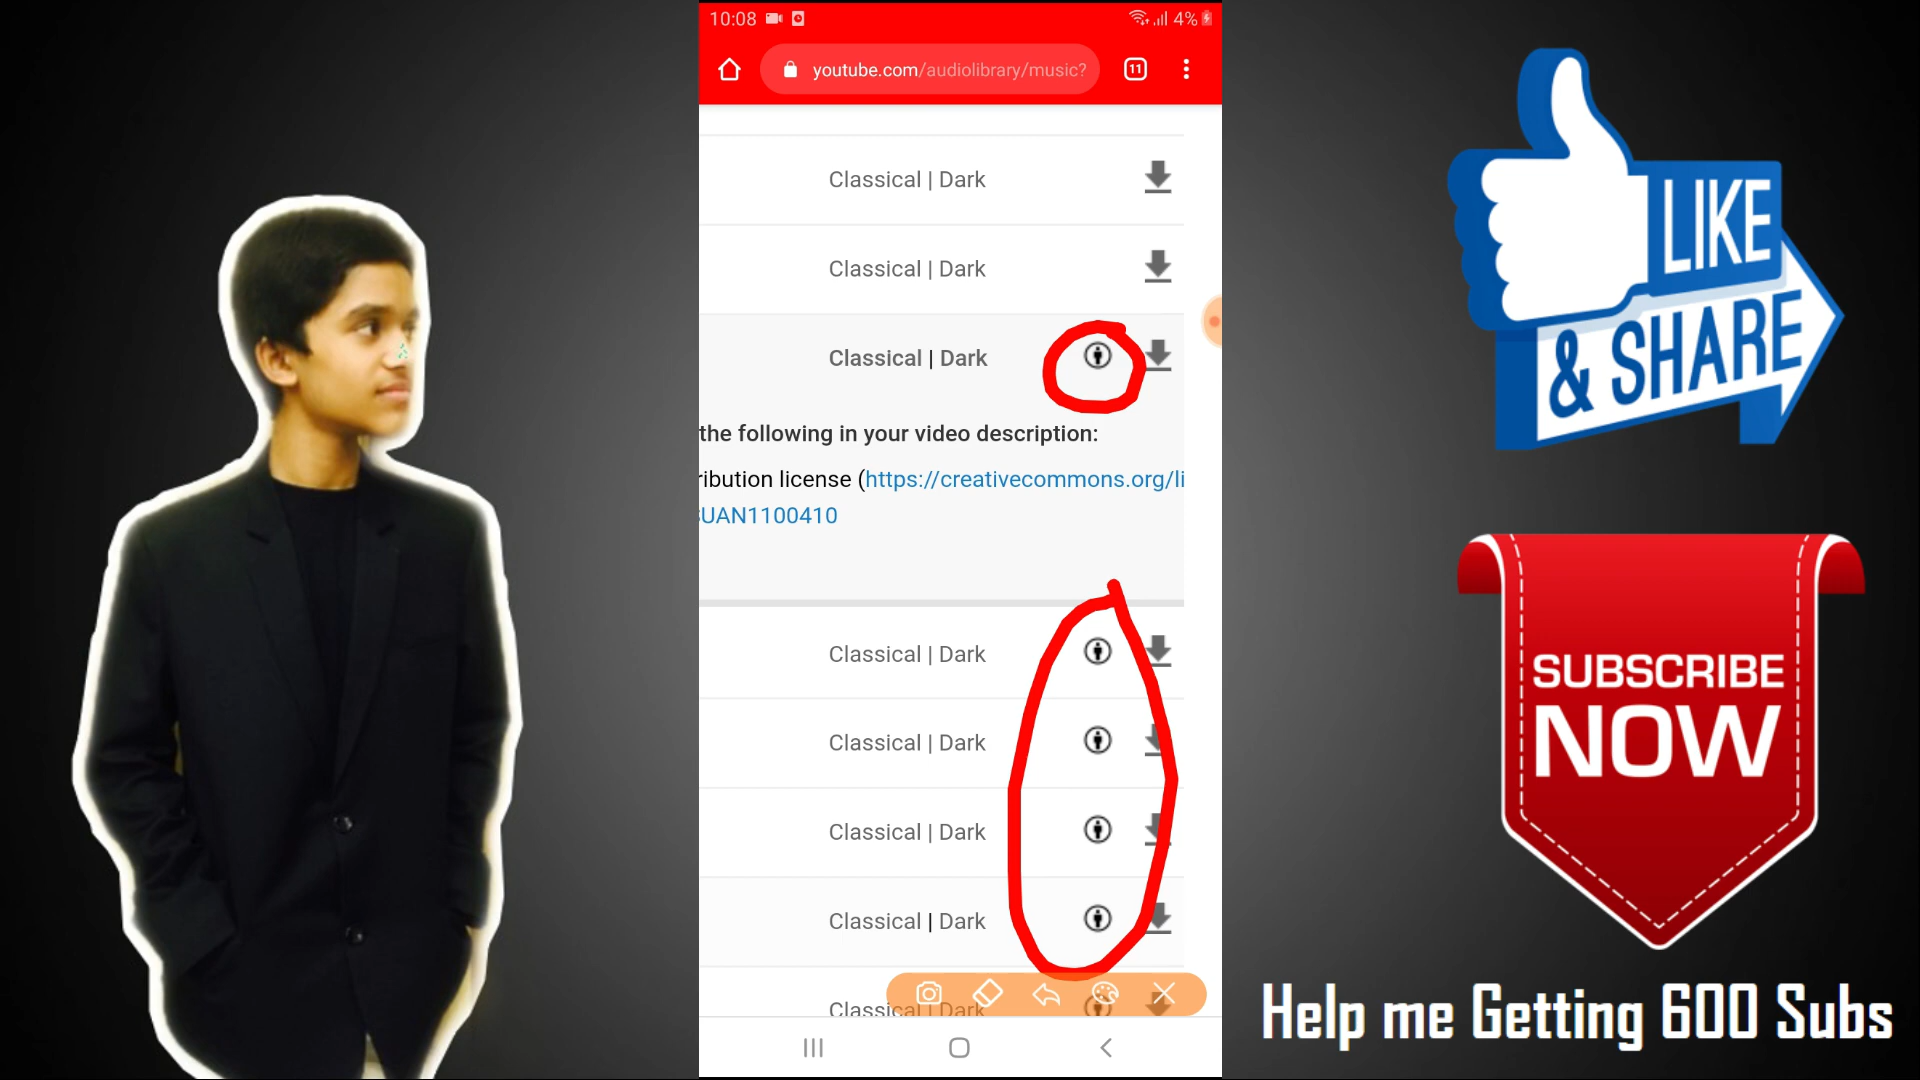 10:08
4%
youtube.com/audiolibrary/music?
11
Classical | Dark
Classical | Dark
Classical | Dark
the following in your video description:
ribution license (https://creativecommons.org/li
UAN1100410
Classical | Dark
Classical | Dark
Classical | Dark
Classical | Dark
Classical | Dark
LIKE
& SHARE
SUBSCRIBE
NOW
Help me Getting 600 Subs